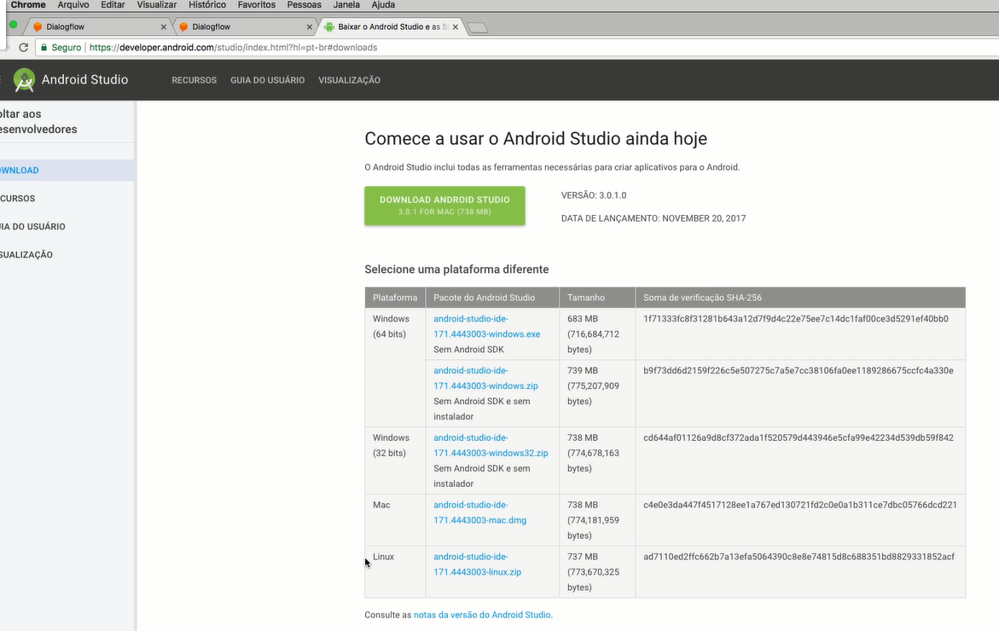 Chrome Arquivo Editar Visualizar Histórico Favoritos Pessoas Janela Ajuda
Dialogflow
Dialogflow
Baixar o Android Studio e as S
Seguro https://developer.android.com/studio/index.html?hl=pt-br#downloads
Android Studio RECURSOS GUIA DO USUÁRIO VISUALIZAÇÃO
oltar aos
esenvolvedores
OWNLOAD
CURSOS
IA DO USUÁRIO
SUALIZAÇÃO
Comece a usar o Android Studio ainda hoje
O Android Studio inclui todas as ferramentas necessárias para criar aplicativos para o Android.
DOWNLOAD ANDROID STUDIO
3.0.1 FOR MAC (738 MB)
VERSÃO: 3.0.1.0
DATA DE LANÇAMENTO: NOVEMBER 20, 2017
Selecione uma plataforma diferente
Plataforma Pacote do Android Studio Tamanho Soma de verificação SHA-256
Windows
(64 bits)
android-studio-ide-
171.4443003-windows.exe
Sem Android SDK
683 MB
(716,684,712
bytes)
1f71333fc8f31281b643a12d7f9d4c22e75ee7c14dc1faf00ce3d5291ef40bb0
android-studio-ide-
171.4443003-windows.zip
Sem Android SDK e sem
instalador
739 MB
(775,207,909
bytes)
b9f73dd6d2159f226c5e507275c7a5e7cc38106fa0ee1189286675ccfc4a330e
Windows
(32 bits)
android-studio-ide-
171.4443003-windows32.zip
Sem Android SDK e sem
instalador
738 MB
(774,678,163
bytes)
cd644af01126a9d8cf372ada1f520579d443946e5cfa99e42234d539db59f842
Mac
android-studio-ide-
171.4443003-mac.dmg
738 MB
(774,181,959
bytes)
c4e0e3da447f4517128ee1a767ed130721fd2c0e0a1b311ce7dbc05766dcd221
Linux
android-studio-ide-
171.4443003-linux.zip
737 MB
(773,670,325
bytes)
ad7110ed2ffc662b7a13efa5064390c8e8e74815d8c688351bd8829331852acf
Consulte as notas da versão do Android Studio.